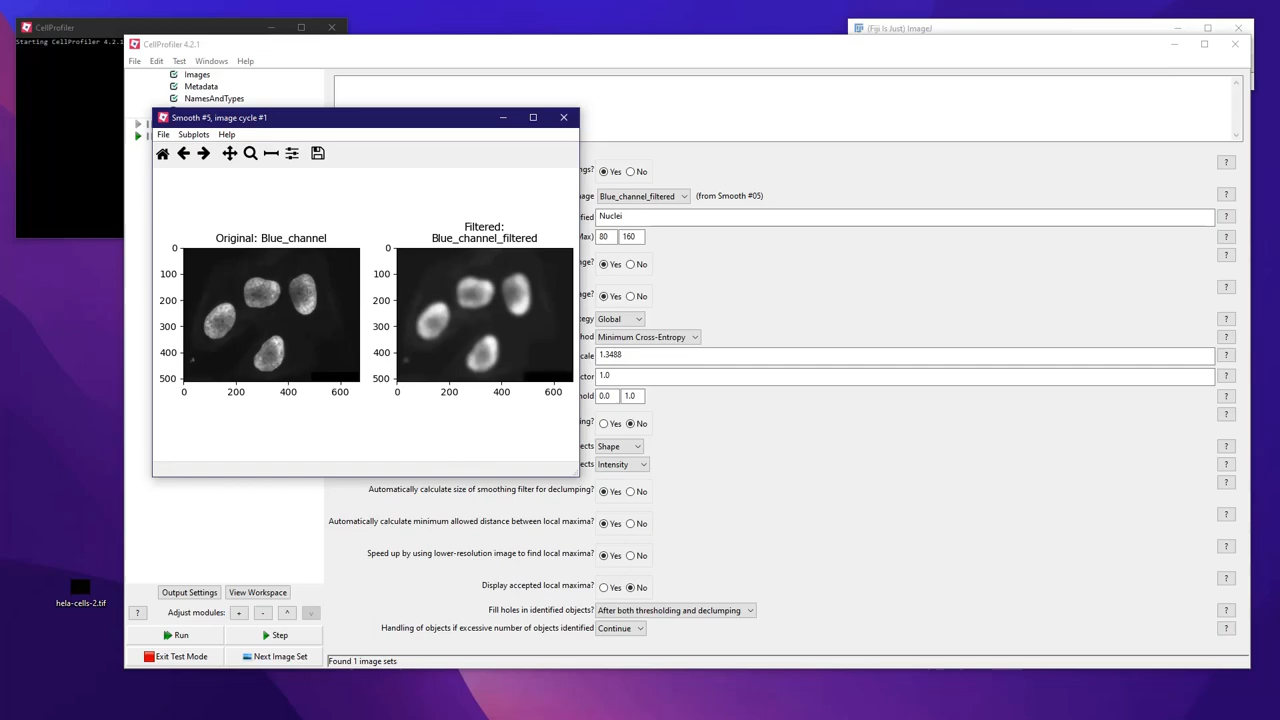 CellProfiler
Starting CellProfiler 4.2.1
(Fiji Is Just) ImageJ
CellProfiler 4.2.1
File Edit Test Windows Help
Images
Metadata
NamesAndTypes
Smooth #5, image cycle #1
File Subplots Help
Original: Blue_channel
Filtered:
Blue_channel_filtered
0
100
200
300
400
500
0 200 400 600
0
100
200
300
400
500
0 200 400 600
Yes No ?
Blue_channel_filtered (from Smooth #05) ?
Nuclei ?
80 160 ?
Yes No ?
Yes No ?
Global ?
Minimum Cross-Entropy ?
1.3488 ?
1.0 ?
0.0 1.0 ?
Yes No ?
Shape ?
Intensity ?
Automatically calculate size of smoothing filter for declumping? Yes No ?
Automatically calculate minimum allowed distance between local maxima? Yes No ?
Speed up by using lower-resolution image to find local maxima? Yes No ?
Display accepted local maxima? Yes No ?
Fill holes in identified objects? After both thresholding and declumping ?
Handling of objects if excessive number of objects identified Continue ?
Output Settings View Workspace
? Adjust modules: + - ^ v
Run Step
Exit Test Mode Next Image Set
Found 1 image sets
hela-cells-2.tif